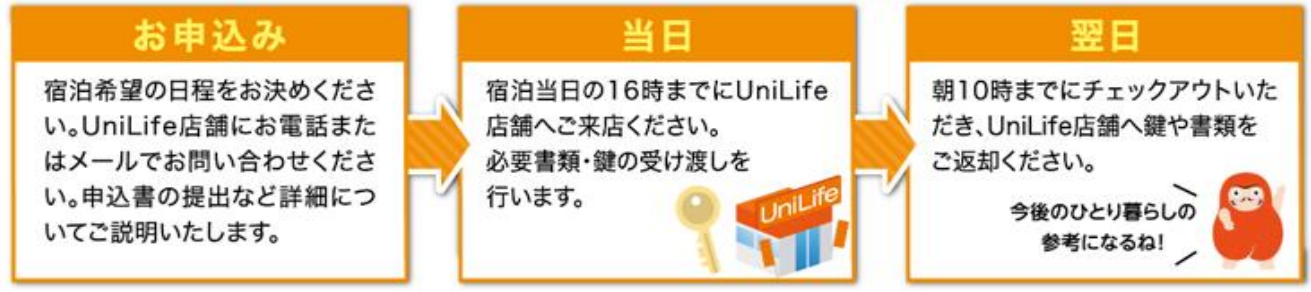 お申込み
宿泊希望の日程をお決めくださ
い。UniLife店舗にお電話また
はメールでお問い合わせくださ
い。申込書の提出など詳細につ
いてご説明いたします。
当日
宿泊当日の16時までにUniLife
店舗へご来店ください。
必要書類・鍵の受け渡しを
行います。
UniLife
翌日
朝10時までにチェックアウトいた
だき、UniLife店舗へ鍵や書類を
ご返却ください。
今後のひとり暮らしの
参考になるね!